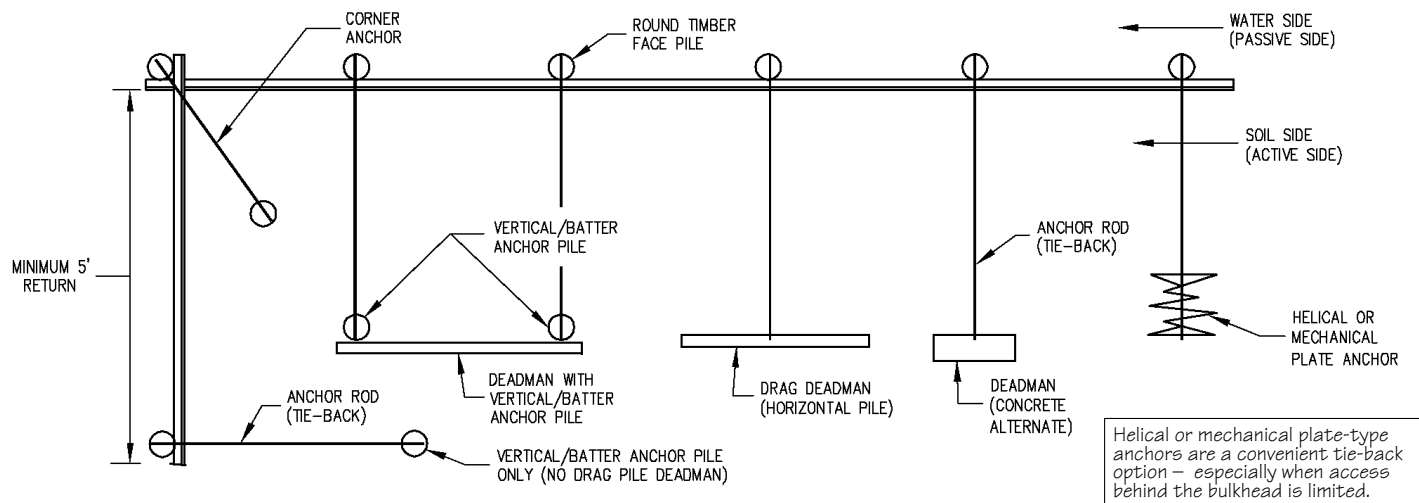 CORNER
ANCHOR
ROUND TIMBER
FACE PILE
WATER SIDE
(PASSIVE SIDE)
SOIL SIDE
(ACTIVE SIDE)
MINIMUM 5'
RETURN
VERTICAL/BATTER
ANCHOR PILE
ANCHOR ROD
(TIE-BACK)
HELICAL OR
MECHANICAL
PLATE ANCHOR
DEADMAN WITH
VERTICAL/BATTER
ANCHOR PILE
DRAG DEADMAN
(HORIZONTAL PILE)
DEADMAN
(CONCRETE
ALTERNATE)
ANCHOR ROD
(TIE-BACK)
VERTICAL/BATTER ANCHOR PILE
ONLY (NO DRAG PILE DEADMAN)
Helical or mechanical plate-type
anchors are a convenient tie-back
option – especially when access
behind the bulkhead is limited.